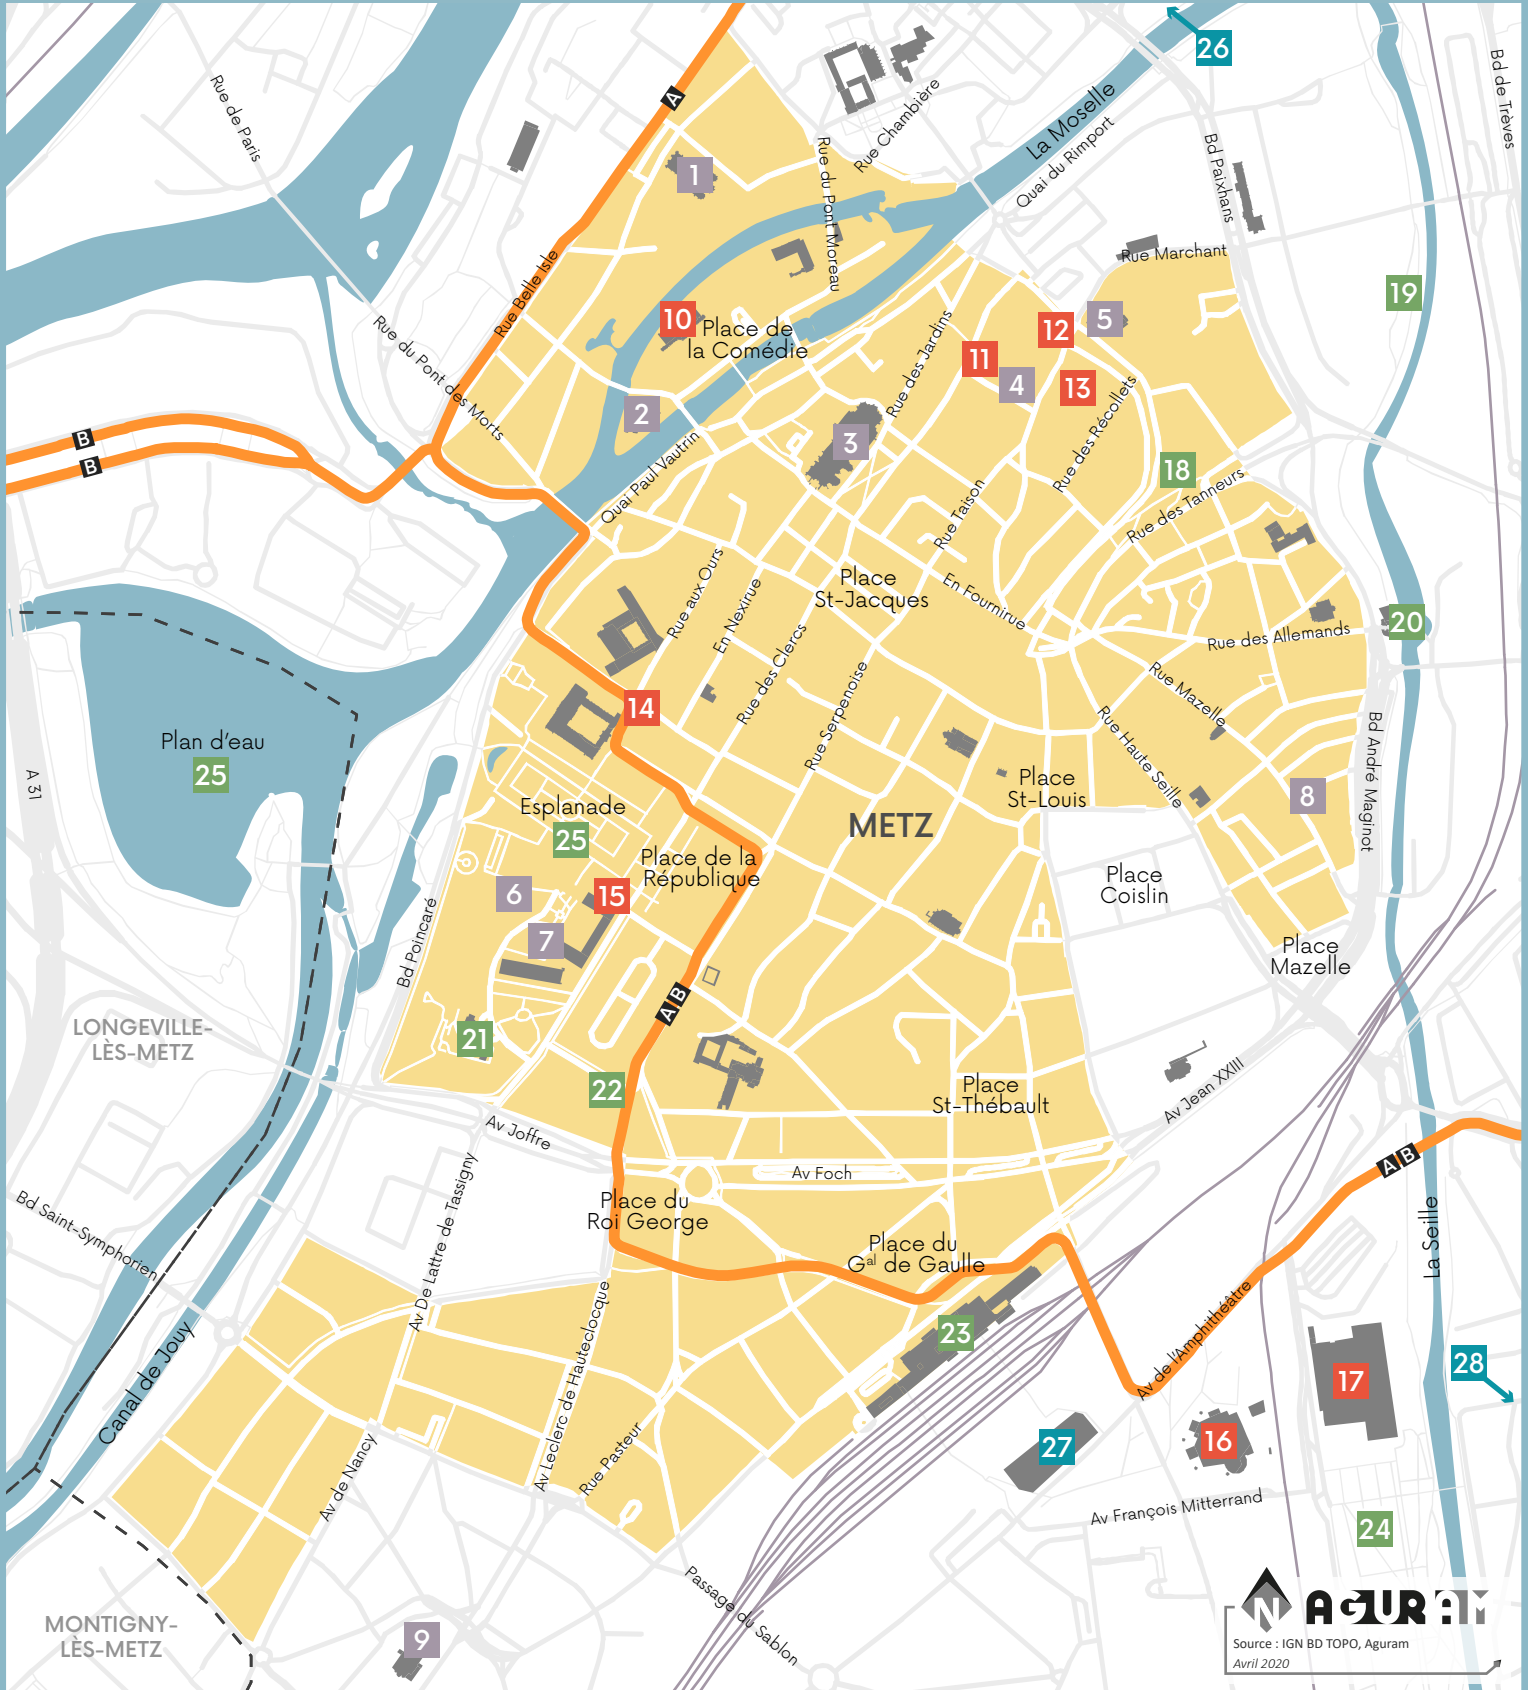 26
Bd de Trèves
Rue de Paris
A
Rue Chambière
La Moselle
Quai du Rimport
Bd Paixhans
1
Rue du Pont Moreau
Rue Marchant
Rue Belle Isle
19
10
Place de
la Comédie
Rue des Jardins
12
5
11
4
13
Rue du Pont des Morts
2
3
Rue des Récollets
B
B
Quai Paul Vautrin
18
Rue des Tanneurs
Rue Taison
Place
St-Jacques
En Fournirue
Rue aux Ours
En Nexirue
Rue des Clercs
20
Rue des Allemands
Rue Mazelle
Rue Serpenoise
14
Rue Haute Seille
Bd André Maginot
Plan d'eau
25
A 31
Place
St-Louis
8
Esplanade
25
METZ
Place de la
République
Place
Coislin
6
15
7
Bd Poincaré
Place
Mazelle
A B
LONGEVILLE-
LÈS-METZ
21
22
Place
St-Thébault
Av Jean XXIII
Av Joffre
A B
Av Foch
Av De Lattre de Tassigny
Bd Saint-Symphorien
Place du
Roi George
La Seille
Place du
Gal de Gaulle
Av de l'Amphithéâtre
Canal de Jouy
Av Leclerc de Hauteclocque
23
28
17
16
27
Av de Nancy
Rue Pasteur
Av François Mitterrand
24
Passage du Sablon
MONTIGNY-
LÈS-METZ
9
N AGURAM
Source : IGN BD TOPO, Aguram
Avril 2020